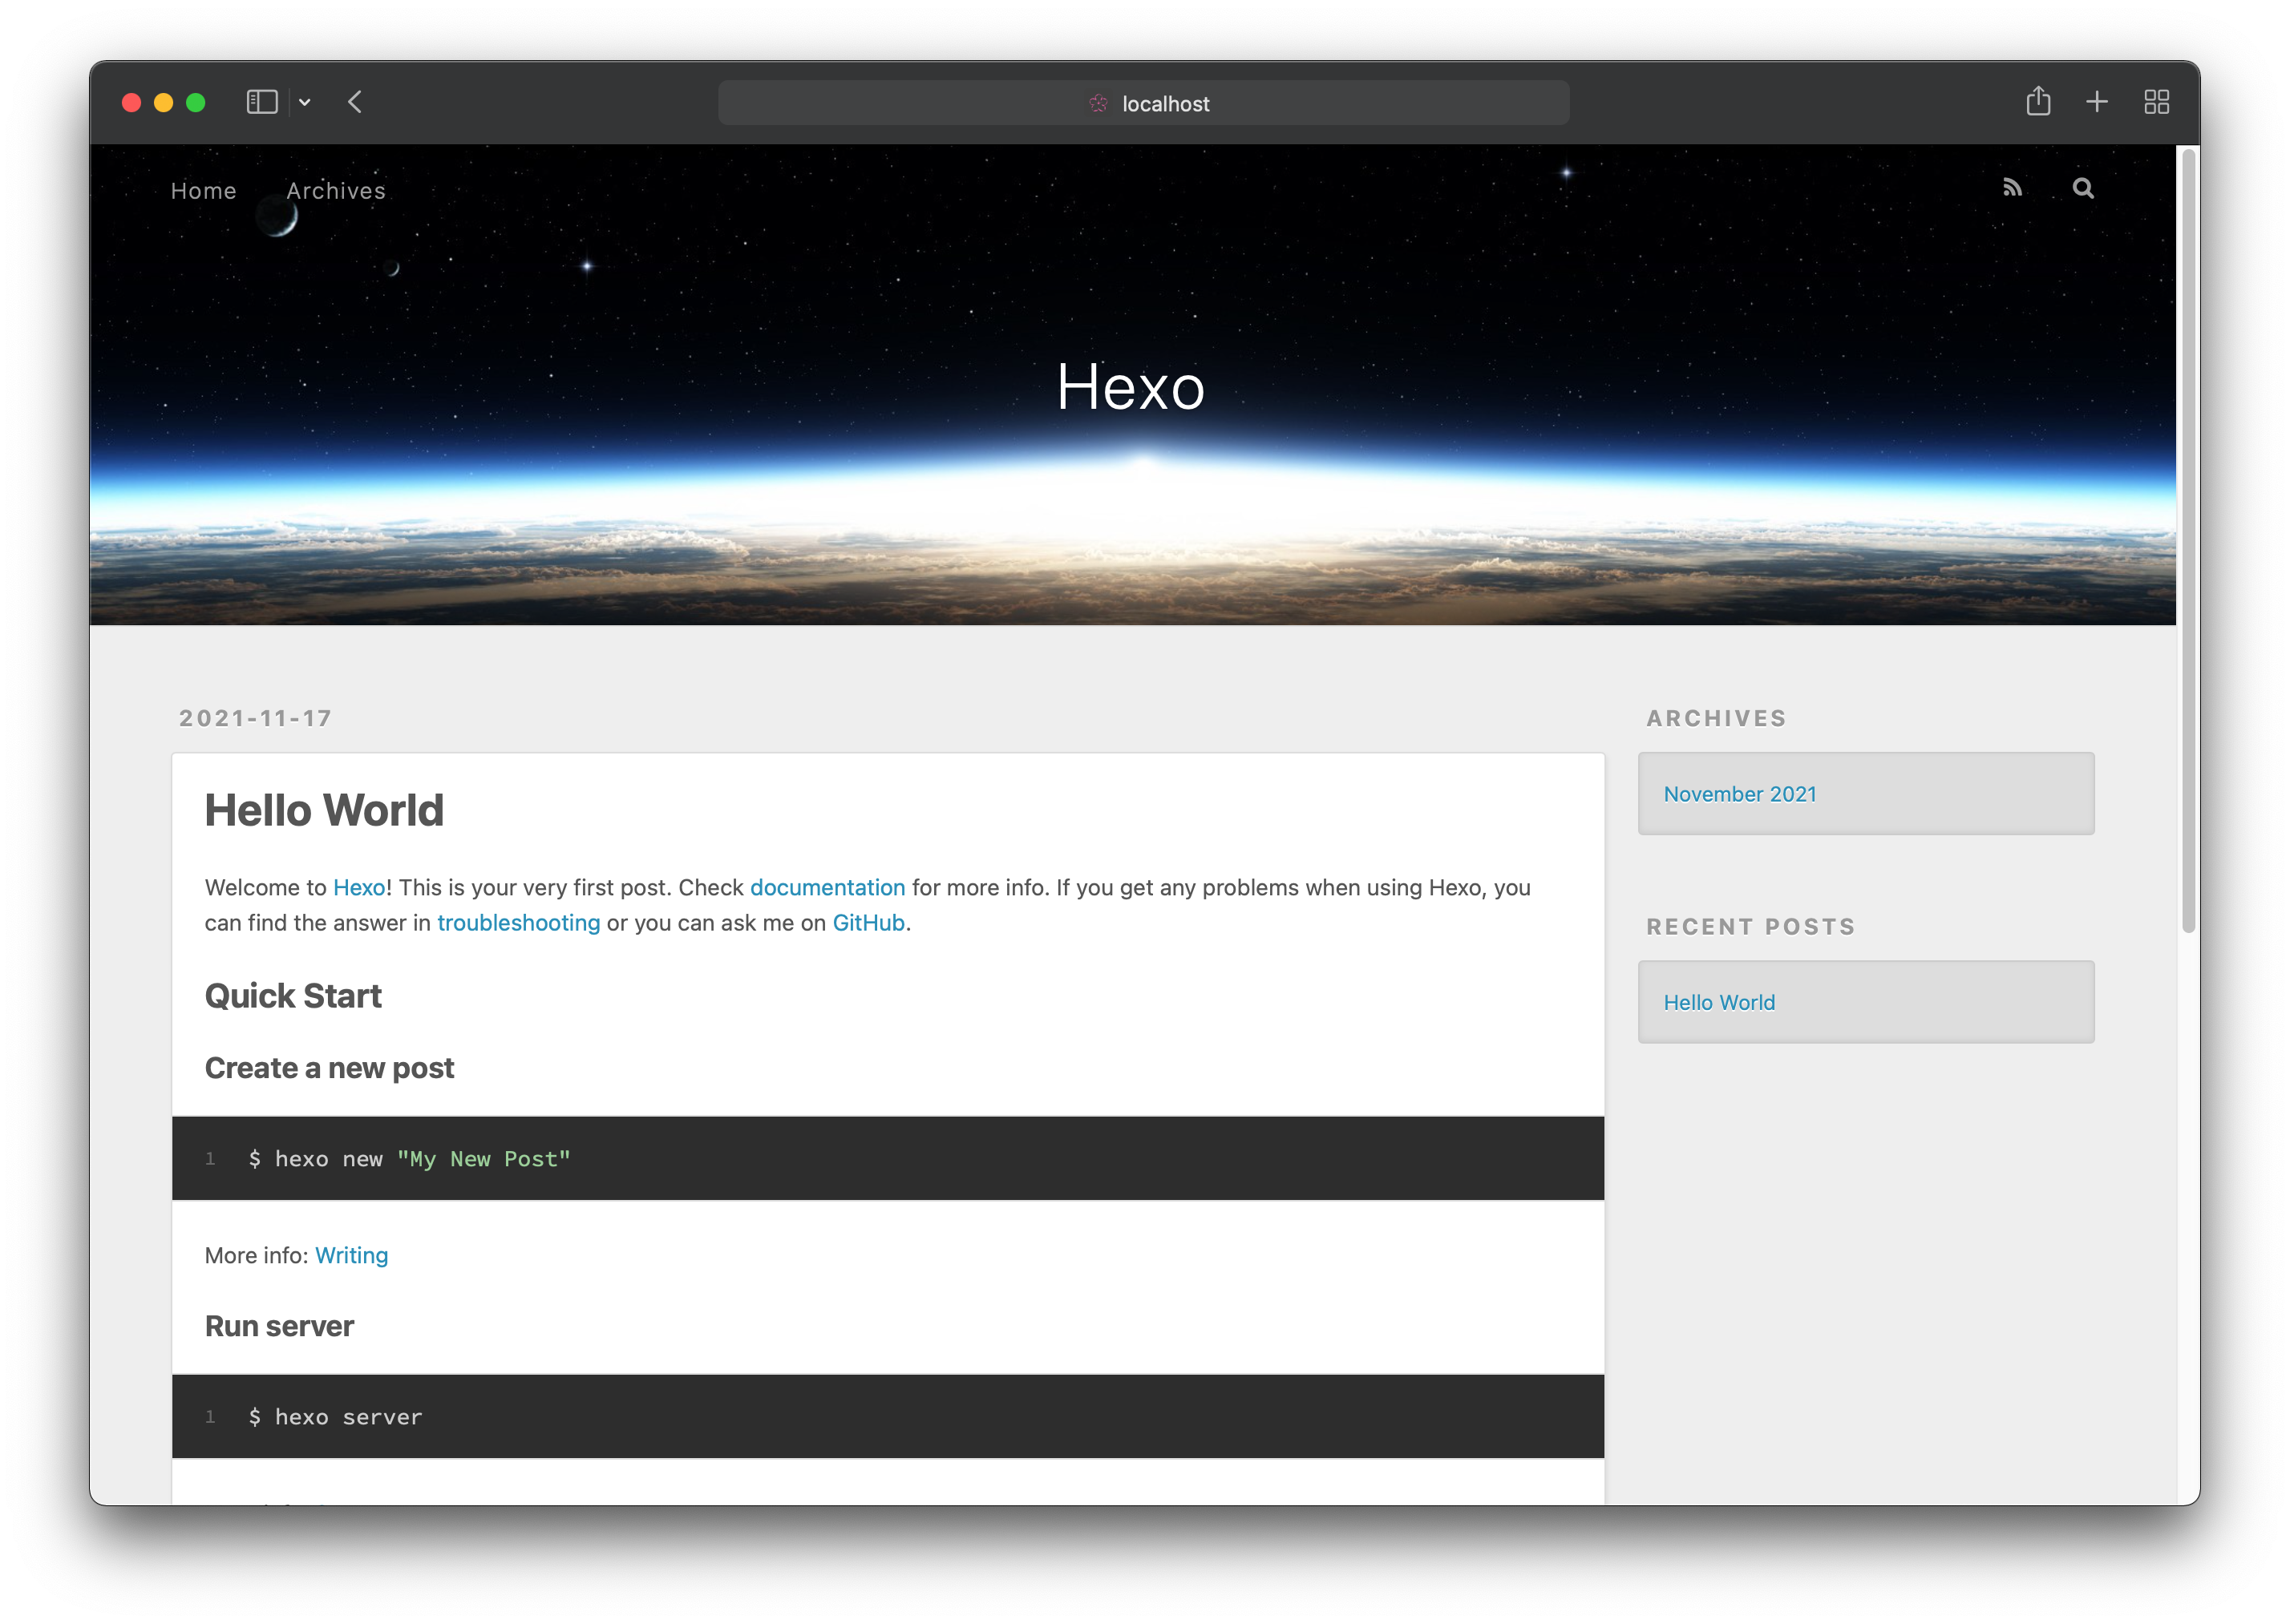 localhost
Home Archives
Hexo
2021-11-17
Hello World
Welcome to Hexo! This is your very first post. Check documentation for more info. If you get any problems when using Hexo, you
can find the answer in troubleshooting or you can ask me on GitHub.
Quick Start
Create a new post
1 $ hexo new "My New Post"
More info: Writing
Run server
1 $ hexo server
ARCHIVES
November 2021
RECENT POSTS
Hello World